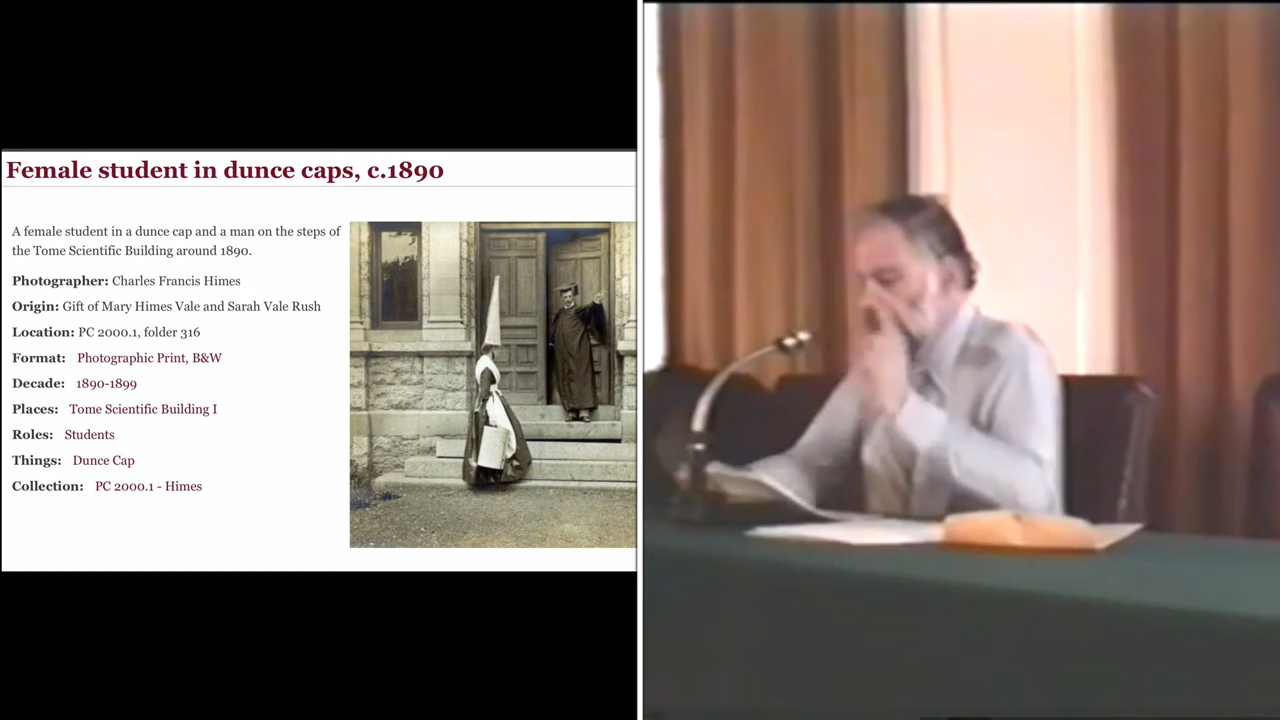 Female student in dunce caps, c.1890
A female student in a dunce cap and a man on the steps of
the Tome Scientific Building around 1890.
Photographer: Charles Francis Himes
Origin: Gift of Mary Himes Vale and Sarah Vale Rush
Location: PC 2000.1, folder 316
Format: Photographic Print, B&W
Decade: 1890-1899
Places: Tome Scientific Building I
Roles: Students
Things: Dunce Cap
Collection: PC 2000.1 - Himes